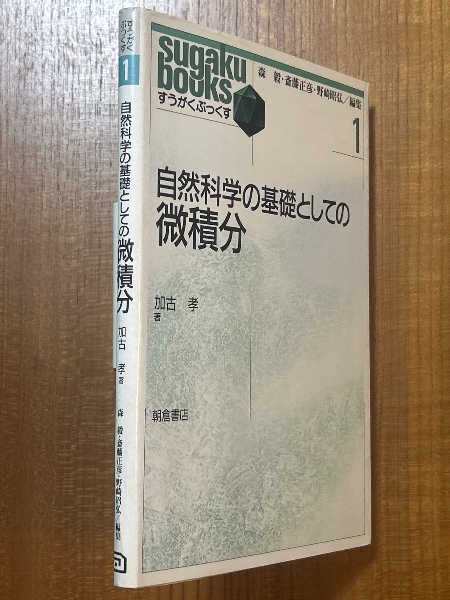 すうがくぶっくす
1
自然科学の基礎としての微積分
加古 孝 著
森 毅・斎藤正彦・野崎昭弘/編集
sugaku
books
すうがくぶっくす
森 毅・斎藤正彦・野崎昭弘/編集
1
自然科学の基礎としての
微積分
加古 孝
著
朝倉書店